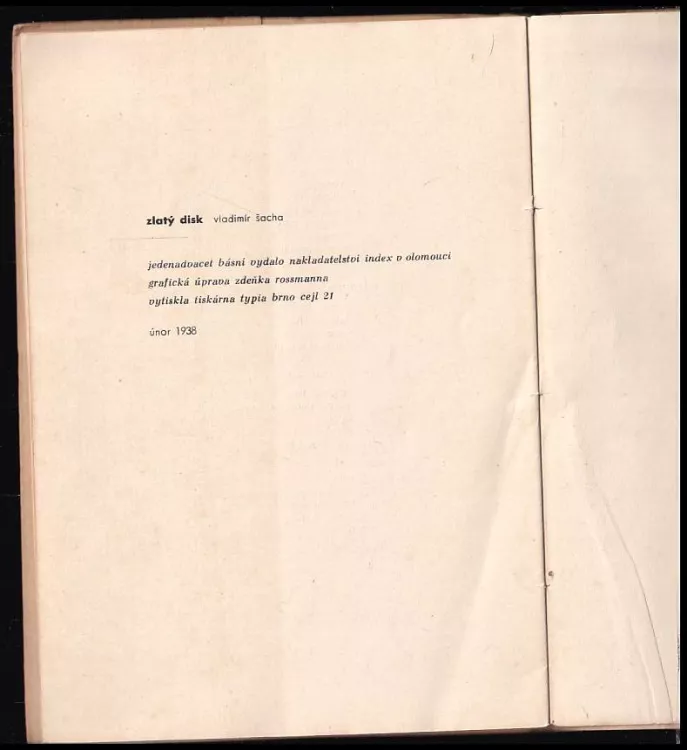 zlatý disk vladimír šacha
jedenadvacet básní vydalo nakladatelství index v olomouci
grafická úprava zdeňka rossmanna
vytiskla tiskárna typia brno cejl 21
únor 1938